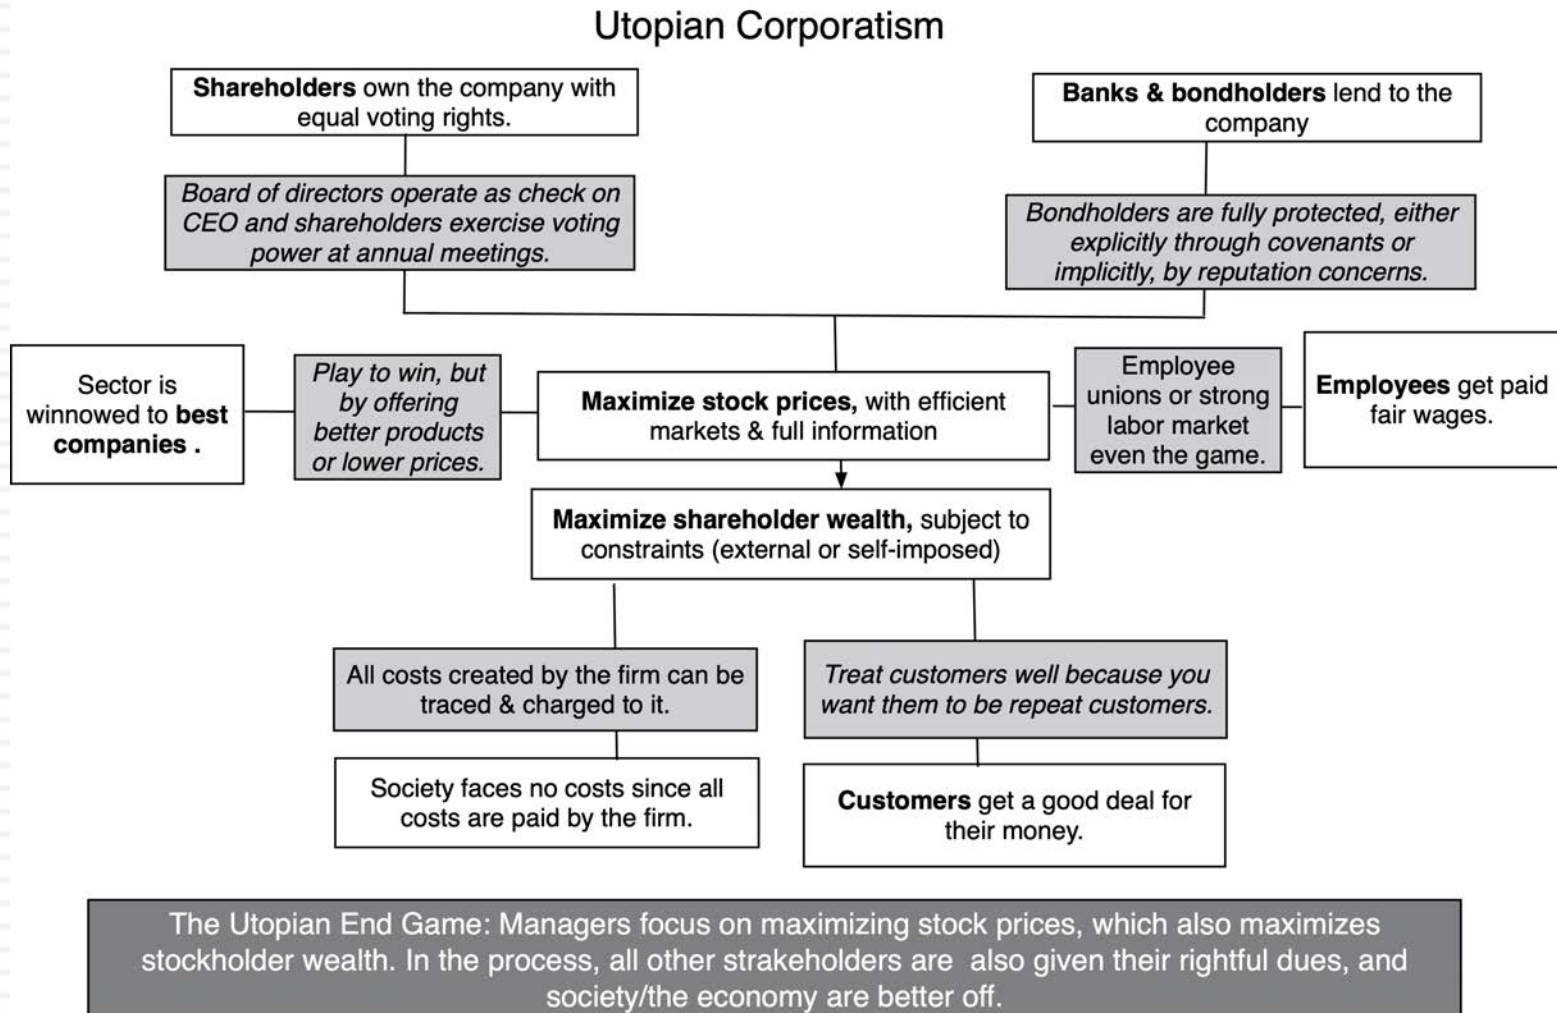 Utopian Corporatism
Shareholders own the company with
equal voting rights.
Banks & bondholders lend to the
company
Board of directors operate as check on
CEO and shareholders exercise voting
power at annual meetings.
Bondholders are fully protected, either
explicitly through covenants or
implicitly, by reputation concerns.
Sector is
winnowed to best
companies .
Play to win, but
by offering
better products
or lower prices.
Maximize stock prices, with efficient
markets & full information
Employee
unions or strong
labor market
even the game.
Employees get paid
fair wages.
Maximize shareholder wealth, subject to
constraints (external or self-imposed)
All costs created by the firm can be
traced & charged to it.
Treat customers well because you
want them to be repeat customers.
Society faces no costs since all
costs are paid by the firm.
Customers get a good deal for
their money.
The Utopian End Game: Managers focus on maximizing stock prices, which also maximizes
stockholder wealth. In the process, all other strakeholders are also given their rightful dues, and
society/the economy are better off.